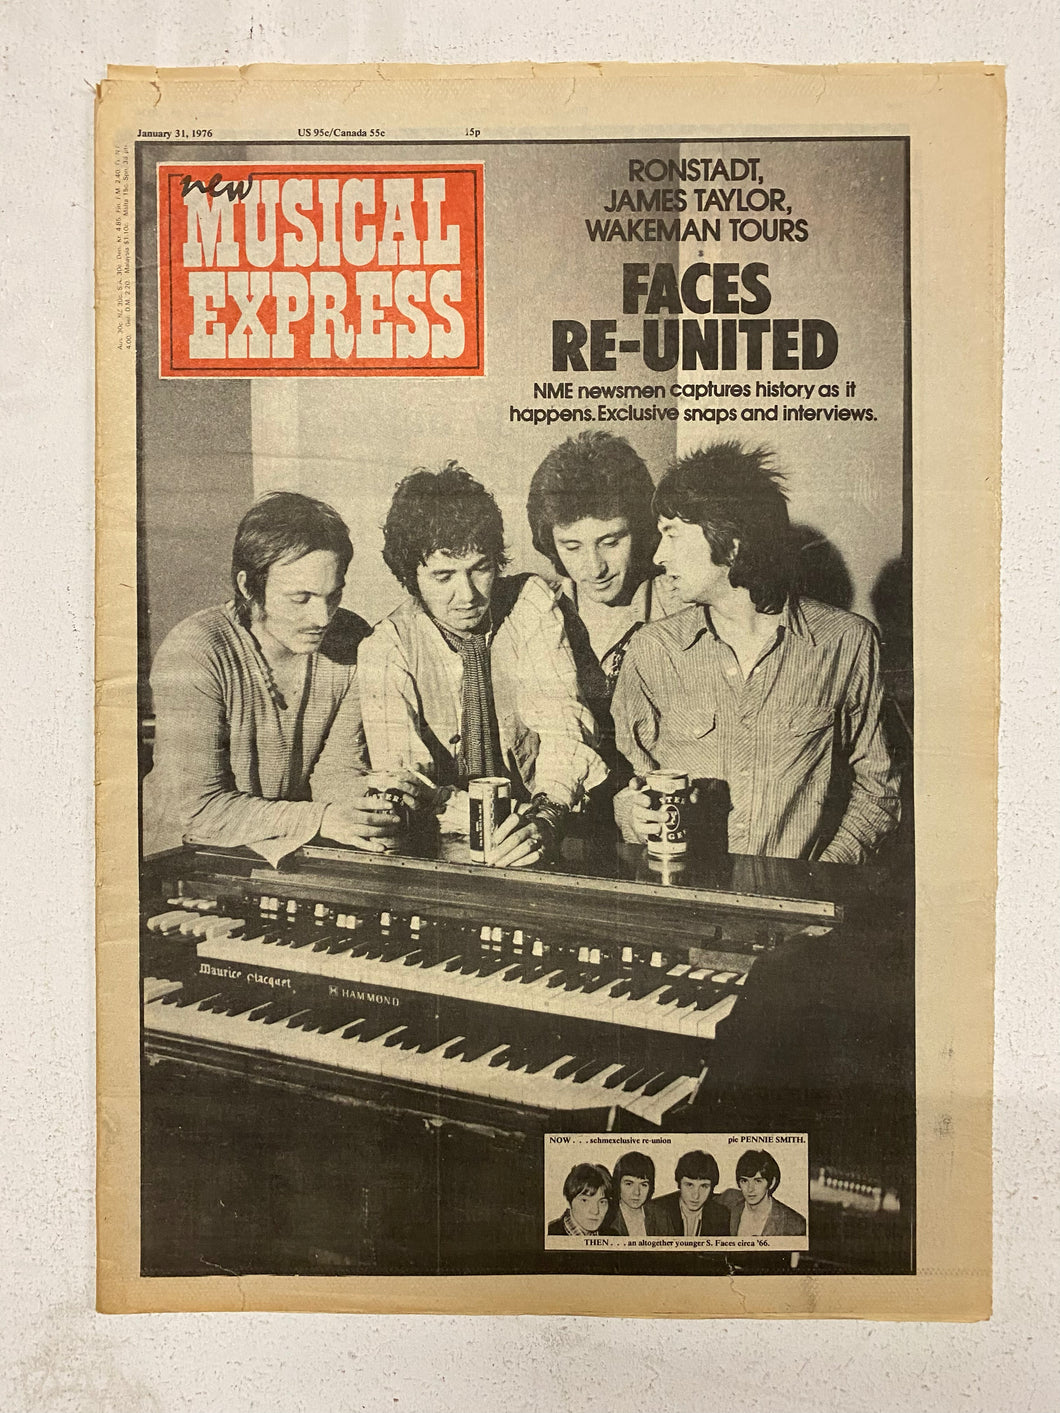 January 31, 1976
US 95c/Canada 55c
15p
new
MUSICAL
EXPRESS
RONSTADT,
JAMES TAYLOR,
WAKEMAN TOURS
FACES
RE-UNITED
NME newsmen captures history as it
happens. Exclusive snaps and interviews.
Maurice Placquet
HAMMOND
NOW . . . schmexclusive re-union
pic PENNIE SMITH.
THEN . . . an altogether younger S. Faces circa '66.